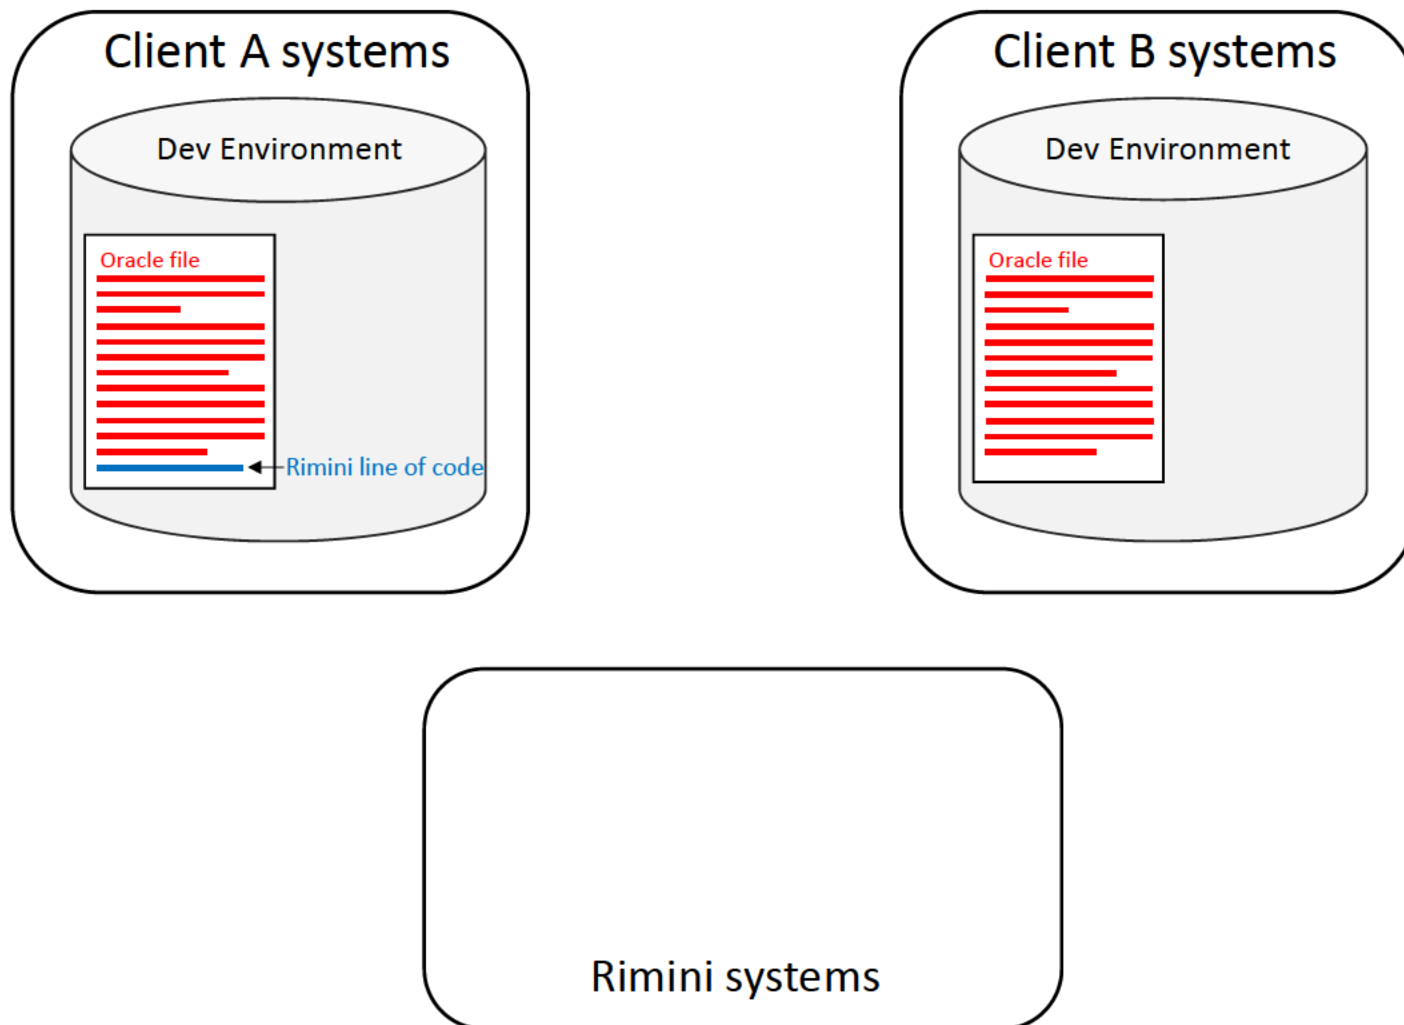 Client A systems
Dev Environment
Oracle file
Rimini line of code
Client B systems
Dev Environment
Oracle file
Rimini systems